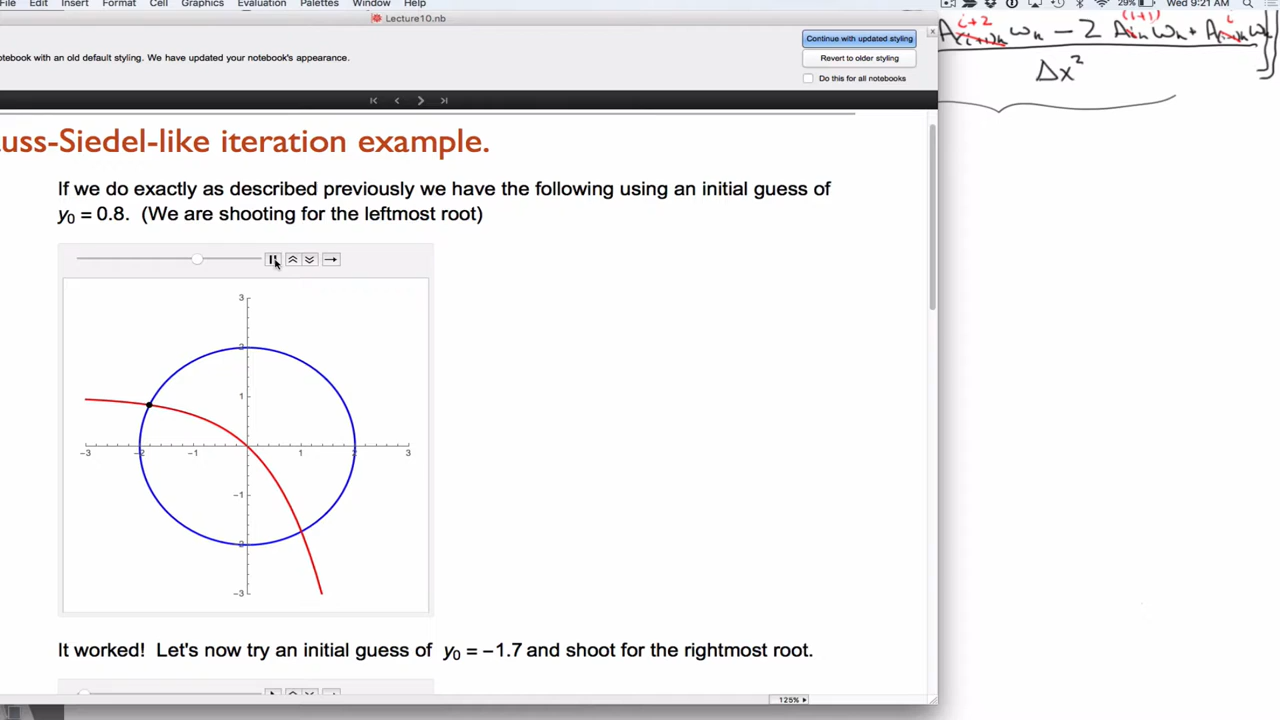 File Edit Insert Format Cell Graphics Evaluation Palettes Window Help
29% Wed 9:21 AM
Lecture10.nb
Continue with updated styling
otebook with an old default styling. We have updated your notebook's appearance.
Revert to older styling
Do this for all notebooks
Δx²
uss-Siedel-like iteration example.
If we do exactly as described previously we have the following using an initial guess of
y₀ = 0.8. (We are shooting for the leftmost root)
3
2
1
-3 -2 -1 1 2 3
-1
-2
-3
It worked! Let's now try an initial guess of y₀ = −1.7 and shoot for the rightmost root.
125%